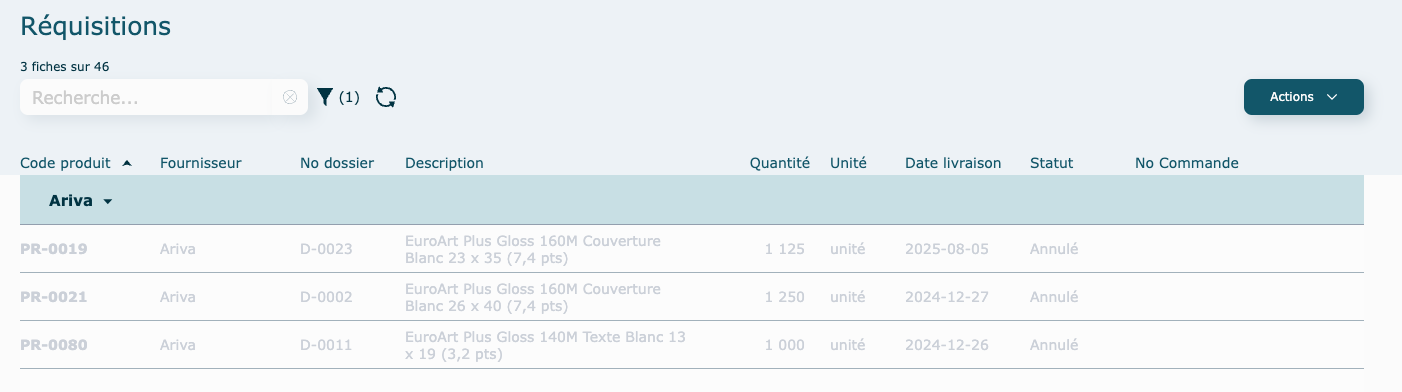 Réquisitions
3 fiches sur 46
Recherche...
(1)
Actions
Code produit Fournisseur No dossier Description Quantité Unité Date livraison Statut No Commande
Ariva
PR-0019 Ariva D-0023 EuroArt Plus Gloss 160M Couverture 1 125 unité 2025-08-05 Annulé
Blanc 23 x 35 (7,4 pts)
PR-0021 Ariva D-0002 EuroArt Plus Gloss 160M Couverture 1 250 unité 2024-12-27 Annulé
Blanc 26 x 40 (7,4 pts)
PR-0080 Ariva D-0011 EuroArt Plus Gloss 140M Texte Blanc 13 1 000 unité 2024-12-26 Annulé
x 19 (3,2 pts)